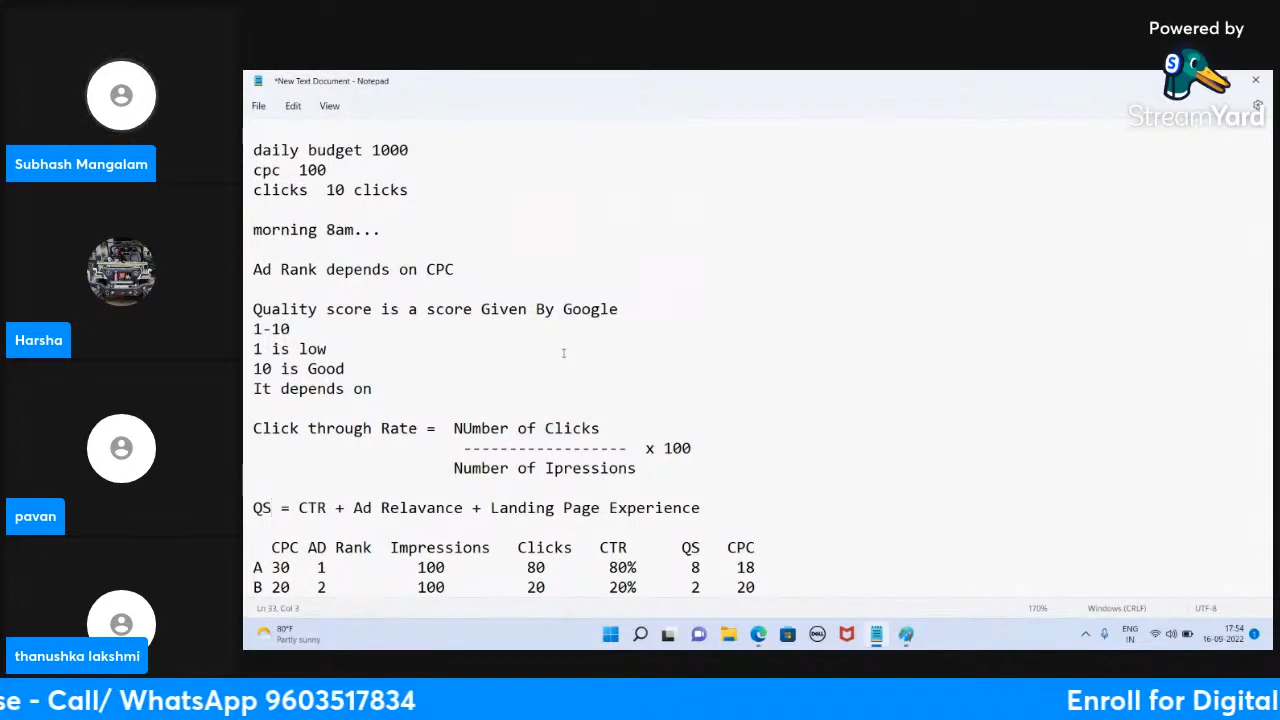 Powered by
StreamYard
Subhash Mangalam
Harsha
pavan
thanushka lakshmi
*New Text Document - Notepad
File Edit View
daily budget 1000
cpc 100
clicks 10 clicks
morning 8am...
Ad Rank depends on CPC
Quality score is a score Given By Google
1-10
1 is low
10 is Good
It depends on
Click through Rate = NUmber of Clicks
------------------ x 100
Number of Ipressions
QS = CTR + Ad Relavance + Landing Page Experience
CPC AD Rank Impressions Clicks CTR QS CPC
A 30 1 100 80 80% 8 18
B 20 2 100 20 20% 2 20
Ln 33, Col 3 170% Windows (CRLF) UTF-8
80°F
Partly sunny
DELL
ENG
IN
17:54
16-09-2022
1
se - Call/ WhatsApp 9603517834 Enroll for Digital